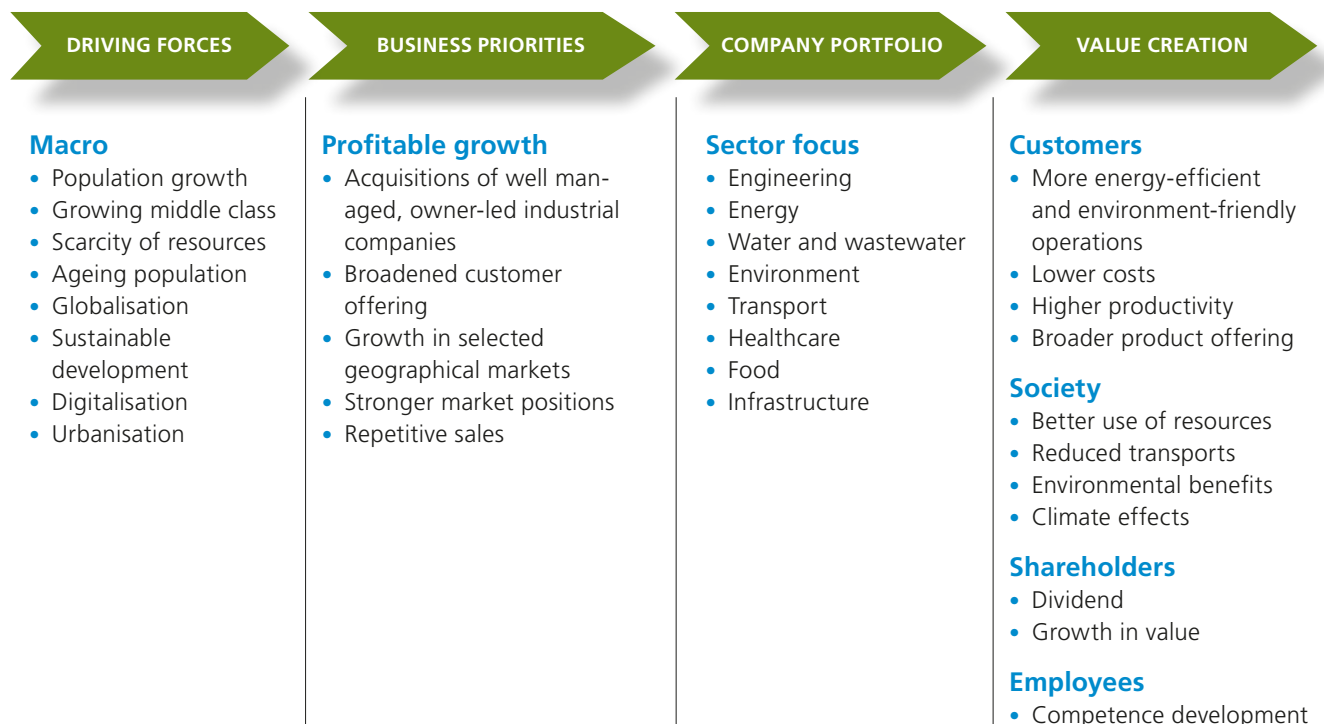 DRIVING FORCES
BUSINESS PRIORITIES
COMPANY PORTFOLIO
VALUE CREATION
Macro
• Population growth
• Growing middle class
• Scarcity of resources
• Ageing population
• Globalisation
• Sustainable
development
• Digitalisation
• Urbanisation
Profitable growth
• Acquisitions of well man-
aged, owner-led industrial
companies
• Broadened customer
offering
• Growth in selected
geographical markets
• Stronger market positions
• Repetitive sales
Sector focus
• Engineering
• Energy
• Water and wastewater
• Environment
• Transport
• Healthcare
• Food
• Infrastructure
Customers
• More energy-efficient
and environment-friendly
operations
• Lower costs
• Higher productivity
• Broader product offering
Society
• Better use of resources
• Reduced transports
• Environmental benefits
• Climate effects
Shareholders
• Dividend
• Growth in value
Employees
• Competence development